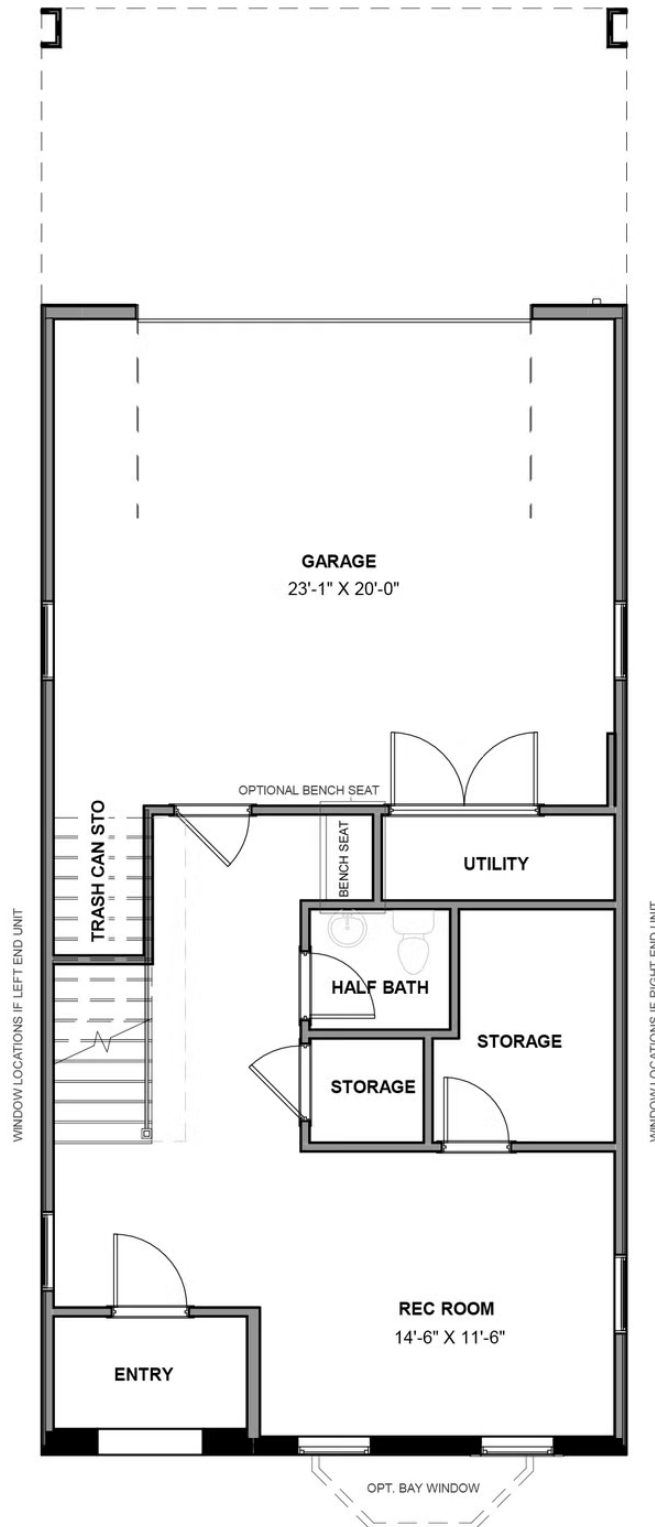 GARAGE
23'-1" X 20'-0"
OPTIONAL BENCH SEAT
TRASH CAN STO
BENCH SEAT
UTILITY
WINDOW LOCATIONS IF LEFT END UNIT
HALF BATH
STORAGE
WINDOW LOCATIONS IF RIGHT END UNIT
STORAGE
REC ROOM
14'-6" X 11'-6"
ENTRY
OPT. BAY WINDOW